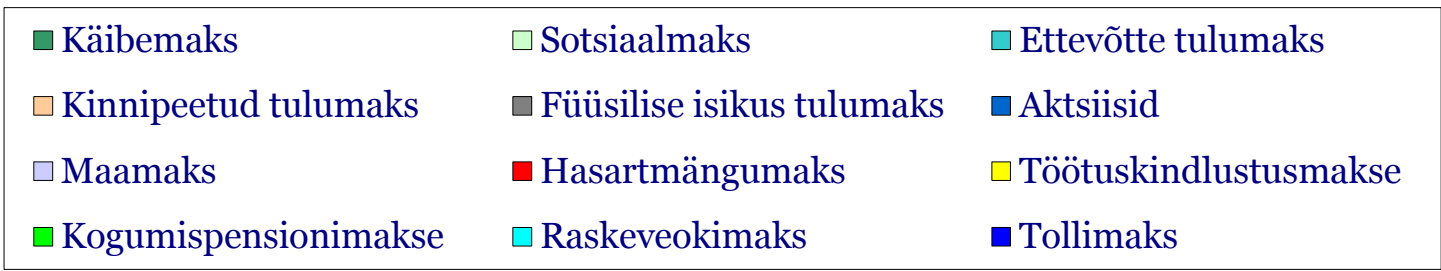 Käibemaks Sotsiaalmaks Ettevõtte tulumaks
Kinnipeetud tulumaks Füüsilise isikus tulumaks Aktsiisid
Maamaks Hasartmängumaks Töötuskindlustusmakse
Kogumispensionimakse Raskeveokimaks Tollimaks